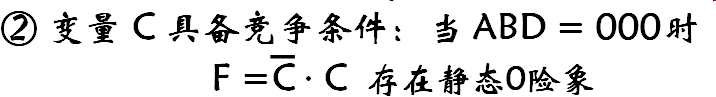 ② 变量 C 具备竞争条件：当 ABD = 000时
F = C̅ · C 存在静态0险象